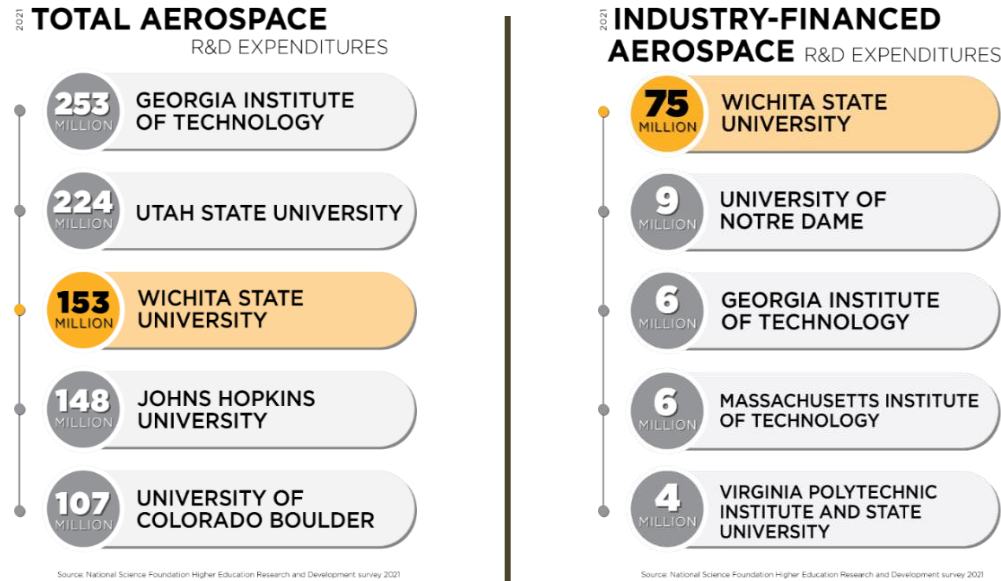 2021 TOTAL AEROSPACE
R&D EXPENDITURES
253
MILLION
GEORGIA INSTITUTE
OF TECHNOLOGY
224
MILLION
UTAH STATE UNIVERSITY
153
MILLION
WICHITA STATE
UNIVERSITY
148
MILLION
JOHNS HOPKINS
UNIVERSITY
107
MILLION
UNIVERSITY OF
COLORADO BOULDER
Source: National Science Foundation Higher Education Research and Development survey 2021
2021 INDUSTRY-FINANCED
AEROSPACE R&D EXPENDITURES
75
MILLION
WICHITA STATE
UNIVERSITY
9
MILLION
UNIVERSITY OF
NOTRE DAME
6
MILLION
GEORGIA INSTITUTE
OF TECHNOLOGY
6
MILLION
MASSACHUSETTS INSTITUTE
OF TECHNOLOGY
4
MILLION
VIRGINIA POLYTECHNIC
INSTITUTE AND STATE
UNIVERSITY
Source: National Science Foundation Higher Education Research and Development survey 2021